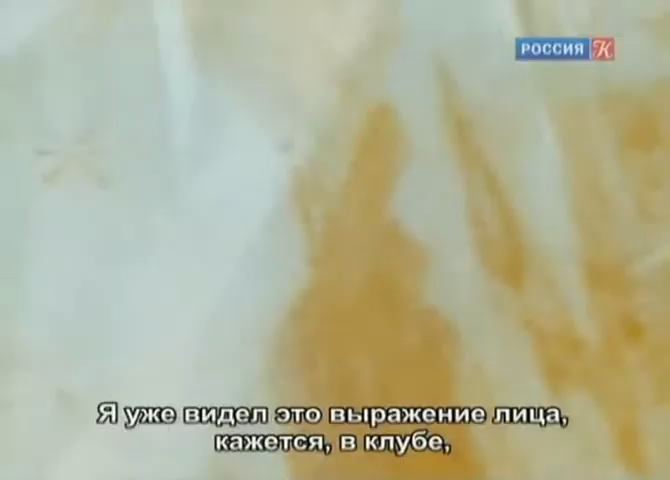 РОССИЯ К
Я уже видел это выражение лица,
кажется, в клубе,